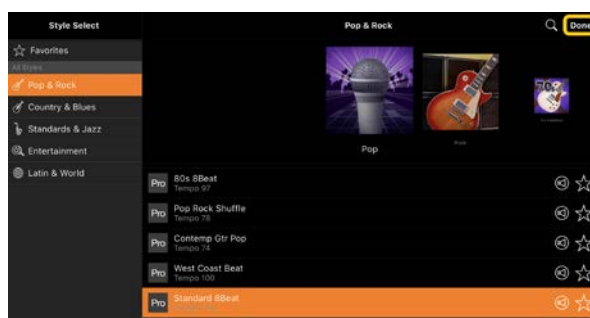 Style Select
Pop & Rock
Done
Favorites
All Styles
Pop & Rock
Country & Blues
Standards & Jazz
Entertainment
Latin & World
70s
Pop
Rock
Pro 80s 8Beat
Tempo 97
Pro Pop Rock Shuffle
Tempo 78
Pro Contemp Gtr Pop
Tempo 74
Pro West Coast Beat
Tempo 100
Pro Standard 8Beat